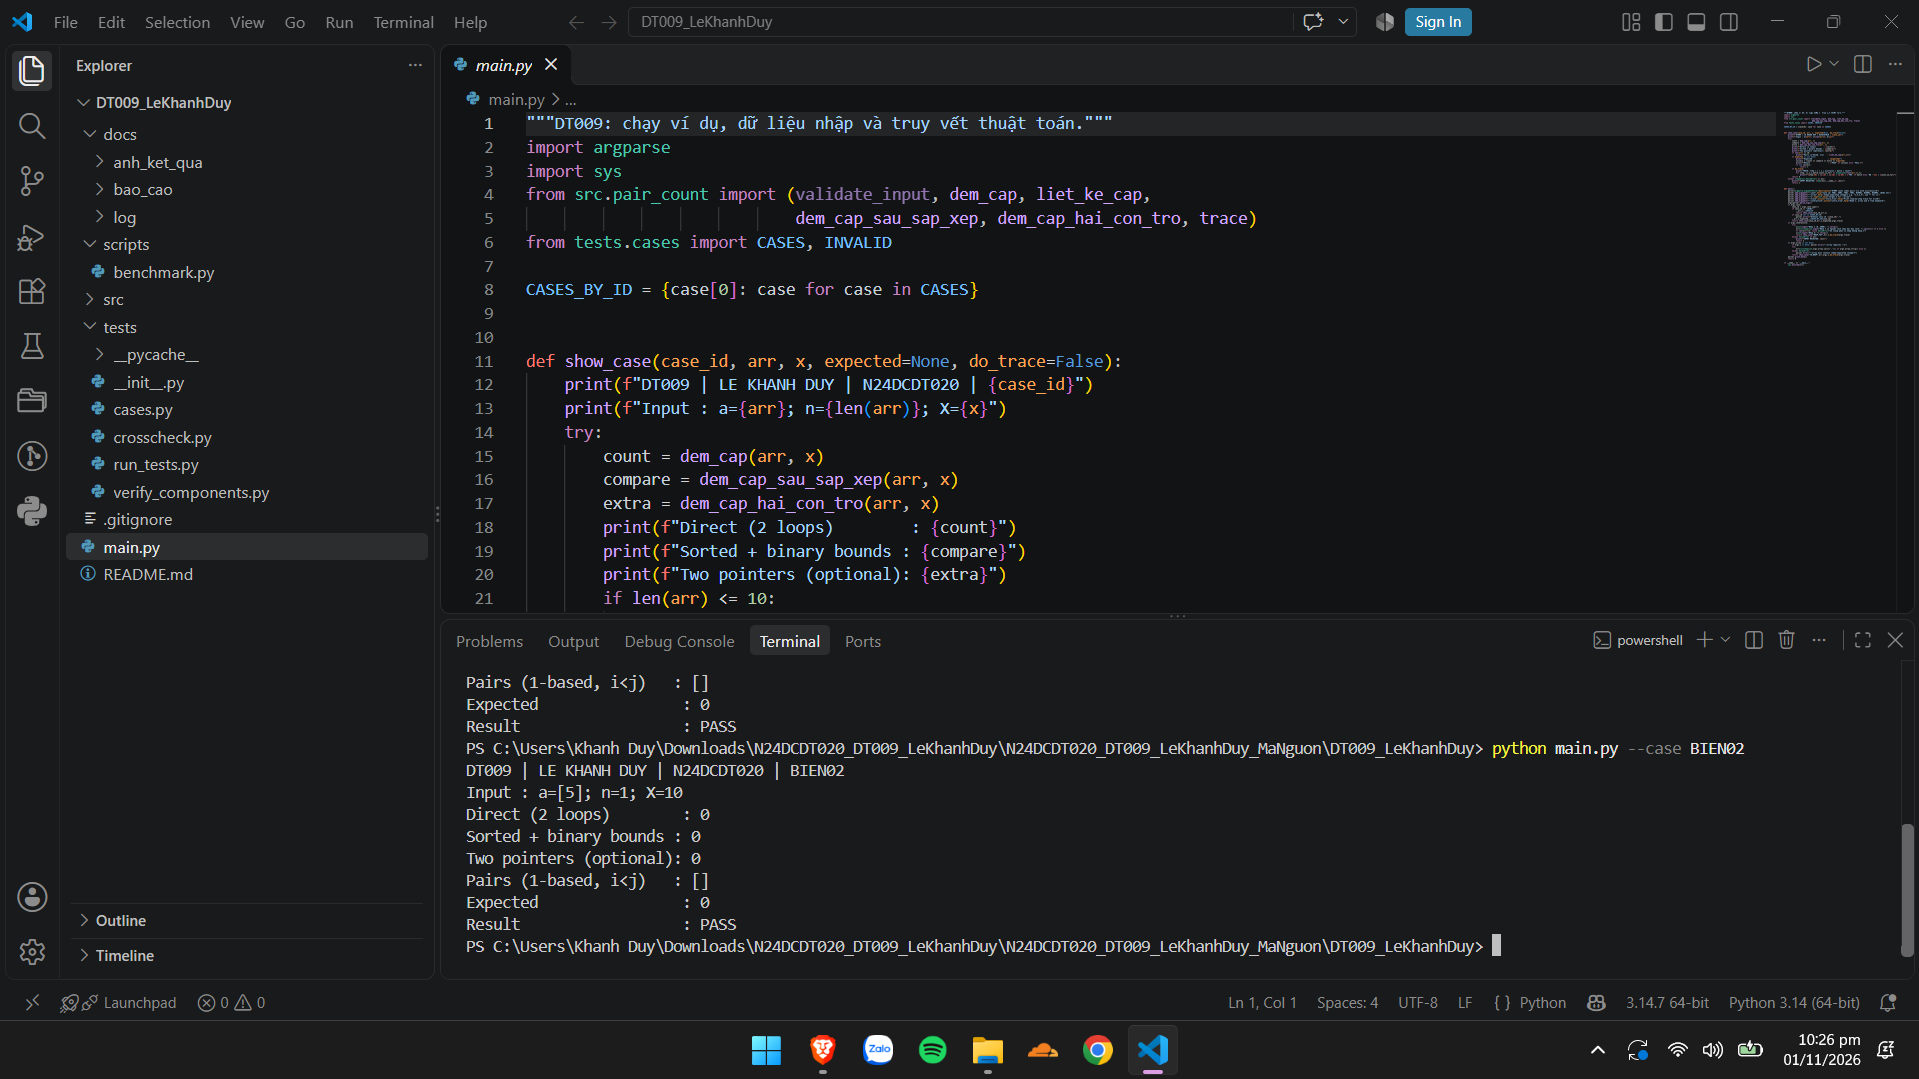 File Edit Selection View Go Run Terminal Help
DT009_LeKhanhDuy
Sign In
Explorer
DT009_LeKhanhDuy
docs
anh_ket_qua
bao_cao
log
scripts
benchmark.py
src
tests
__pycache__
__init__.py
cases.py
crosscheck.py
run_tests.py
verify_components.py
.gitignore
main.py
README.md
Outline
Timeline
main.py
main.py > ...
1 """DT009: chạy ví dụ, dữ liệu nhập và truy vết thuật toán."""
2 import argparse
3 import sys
4 from src.pair_count import (validate_input, dem_cap, liet_ke_cap,
5 dem_cap_sau_sap_xep, dem_cap_hai_con_tro, trace)
6 from tests.cases import CASES, INVALID
7
8 CASES_BY_ID = {case[0]: case for case in CASES}
9
10
11 def show_case(case_id, arr, x, expected=None, do_trace=False):
12 print(f"DT009 | LE KHANH DUY | N24DCDT020 | {case_id}")
13 print(f"Input : a={arr}; n={len(arr)}; X={x}")
14 try:
15 count = dem_cap(arr, x)
16 compare = dem_cap_sau_sap_xep(arr, x)
17 extra = dem_cap_hai_con_tro(arr, x)
18 print(f"Direct (2 loops)        : {count}")
19 print(f"Sorted + binary bounds : {compare}")
20 print(f"Two pointers (optional): {extra}")
21 if len(arr) <= 10:
Problems Output Debug Console Terminal Ports
powershell
Pairs (1-based, i<j)   : []
Expected               : 0
Result                 : PASS
PS C:\Users\Khanh Duy\Downloads\N24DCDT020_DT009_LeKhanhDuy\N24DCDT020_DT009_LeKhanhDuy_MaNguon\DT009_LeKhanhDuy> python main.py --case BIEN02
DT009 | LE KHANH DUY | N24DCDT020 | BIEN02
Input : a=[5]; n=1; X=10
Direct (2 loops)        : 0
Sorted + binary bounds : 0
Two pointers (optional): 0
Pairs (1-based, i<j)   : []
Expected               : 0
Result                 : PASS
PS C:\Users\Khanh Duy\Downloads\N24DCDT020_DT009_LeKhanhDuy\N24DCDT020_DT009_LeKhanhDuy_MaNguon\DT009_LeKhanhDuy>
Launchpad 0 0
Ln 1, Col 1 Spaces: 4 UTF-8 LF { } Python 3.14.7 64-bit Python 3.14 (64-bit)
Zalo
10:26 pm
01/11/2026